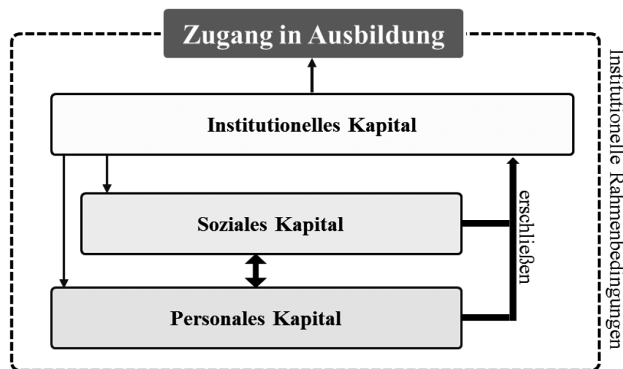 Zugang in Ausbildung
Institutionelles Kapital
Soziales Kapital
Personales Kapital
erschließen
Institutionelle Rahmenbedingungen